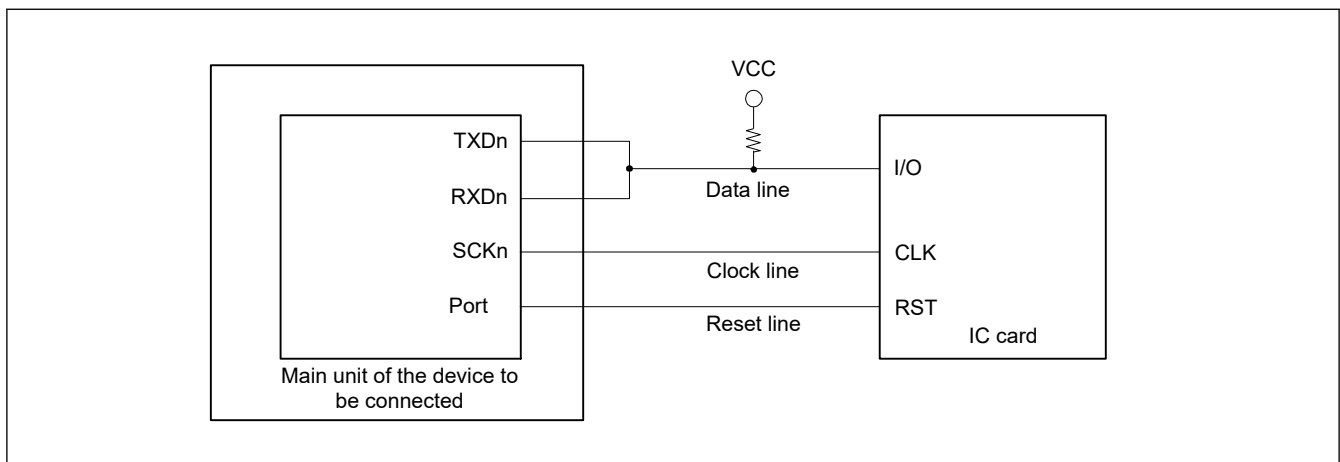 VCC
TXDn
RXDn
SCKn
Port
Data line
Clock line
Reset line
I/O
CLK
RST
IC card
Main unit of the device to
be connected